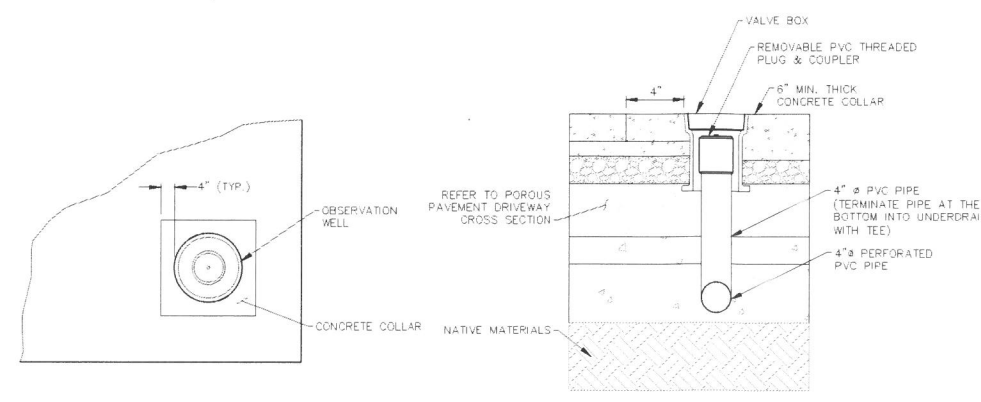 4" (TYP.)
OBSERVATION
WELL
CONCRETE COLLAR
VALVE BOX
REMOVABLE PVC THREADED
PLUG & COUPLER
4"
6" MIN. THICK
CONCRETE COLLAR
REFER TO POROUS
PAVEMENT DRIVEWAY
CROSS SECTION
4" ø PVC PIPE
(TERMINATE PIPE AT THE
BOTTOM INTO UNDERDRAI
WITH TEE)
4"ø PERFORATED
PVC PIPE
NATIVE MATERIALS